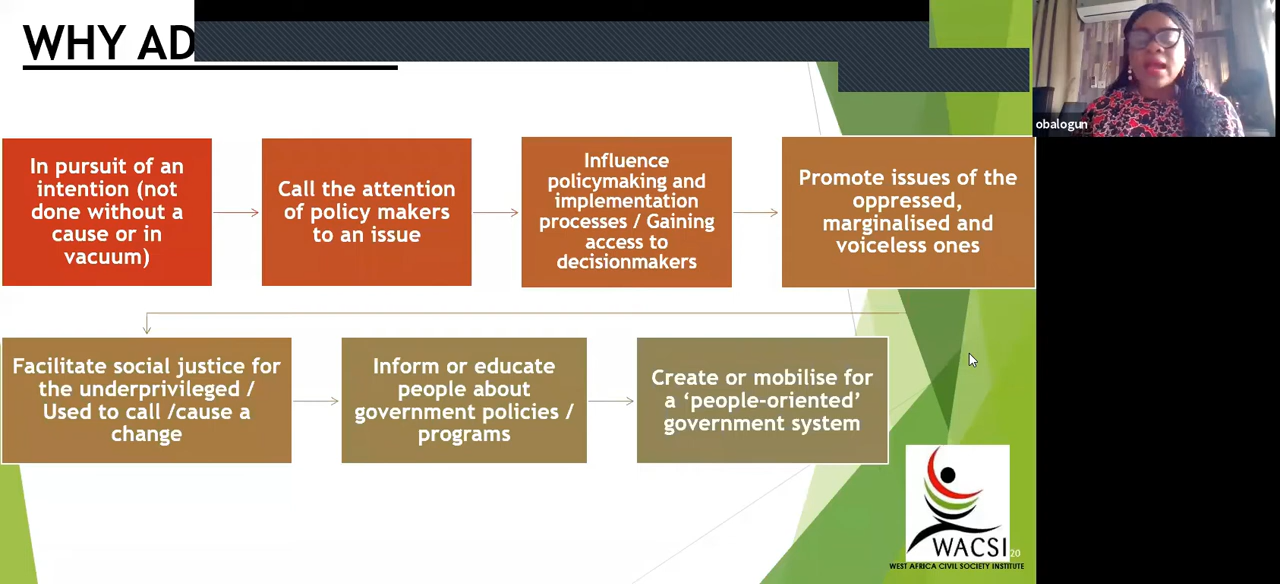 WHY AD
obalogun
In pursuit of an
intention (not
done without a
cause or in
vacuum)
Call the attention
of policy makers
to an issue
Influence
policymaking and
implementation
processes / Gaining
access to
decisionmakers
Promote issues of the
oppressed,
marginalised and
voiceless ones
Facilitate social justice for
the underprivileged /
Used to call /cause a
change
Inform or educate
people about
government policies /
programs
Create or mobilise for
a ‘people-oriented’
government system
WACSI
20
WEST AFRICA CIVIL SOCIETY INSTITUTE